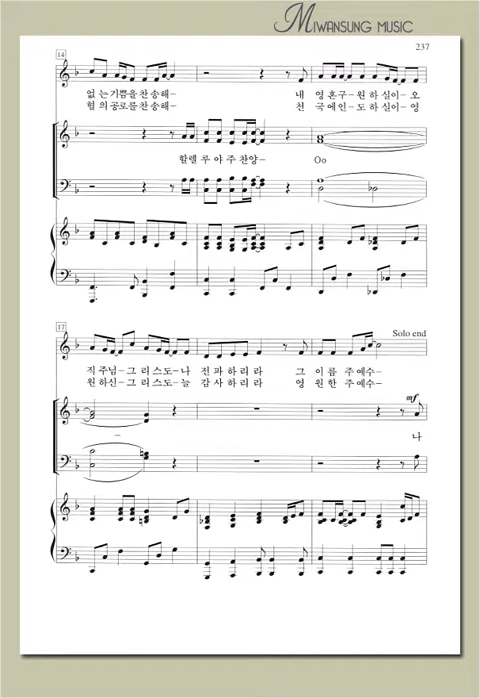 MIWANSUNG MUSIC
237
14
없는기쁨을찬송해- 내 영혼구-원하실이-오
혈의공로를찬송해- 천 국에인-도하실이-영
할렐루야주찬양- Oo
17
Solo end
직주님-그리스도-나 전파하리라 그 이름 주예수-
원하신-그리스도-늘 감사하리라 영 원한 주예수-
mf
- 나